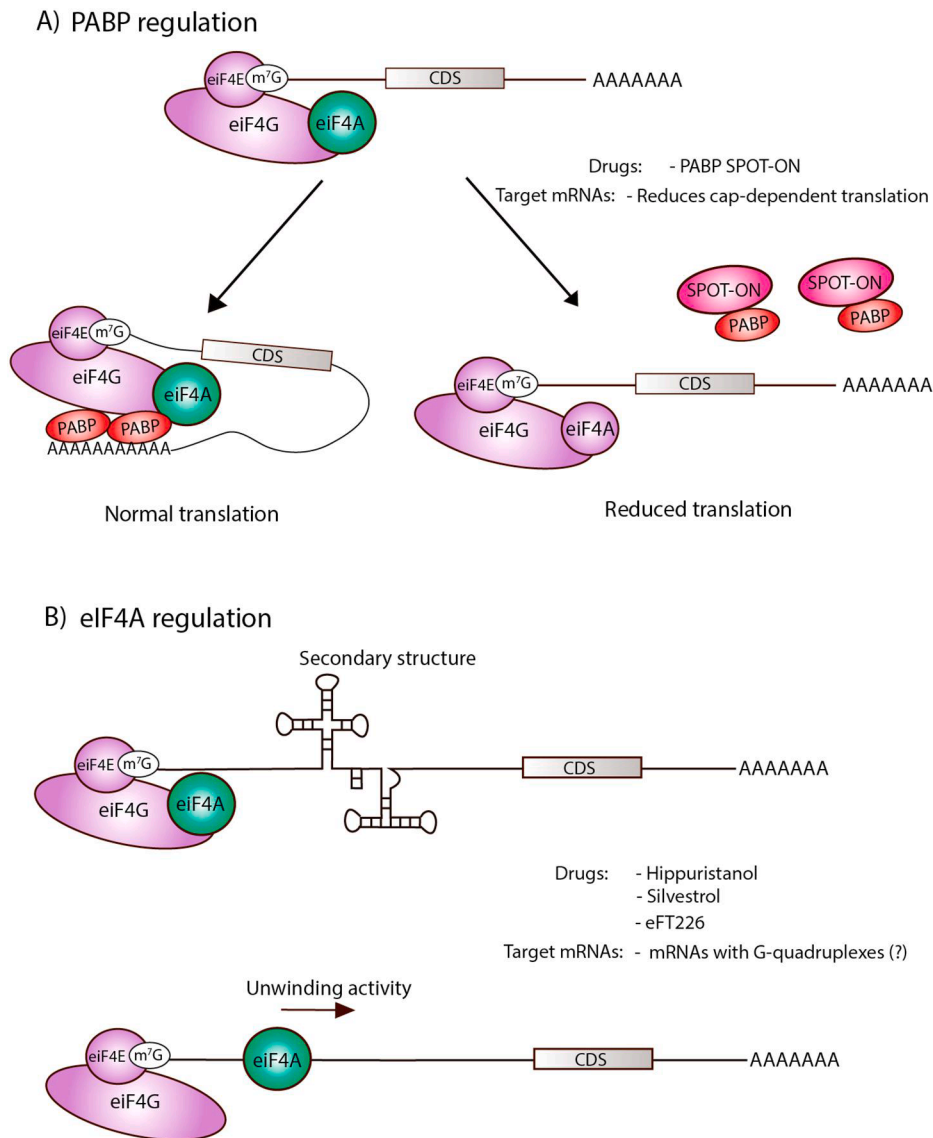 A) PABP regulation
eiF4E
m⁷G
CDS
AAAAAAA
eiF4G
eiF4A
Drugs: - PABP SPOT-ON
Target mRNAs: - Reduces cap-dependent translation
SPOT-ON
SPOT-ON
PABP
PABP
eiF4E
m⁷G
CDS
eiF4G
eiF4A
PABP
PABP
AAAAAAAAAAA
Normal translation
eiF4E
m⁷G
CDS
AAAAAAA
eiF4G
eiF4A
Reduced translation
B) eIF4A regulation
Secondary structure
eiF4E
m⁷G
CDS
AAAAAAA
eiF4G
eiF4A
Drugs: - Hippuristanol
- Silvestrol
- eFT226
Target mRNAs: - mRNAs with G-quadruplexes (?)
Unwinding activity
eiF4E
m⁷G
eiF4A
CDS
AAAAAAA
eiF4G